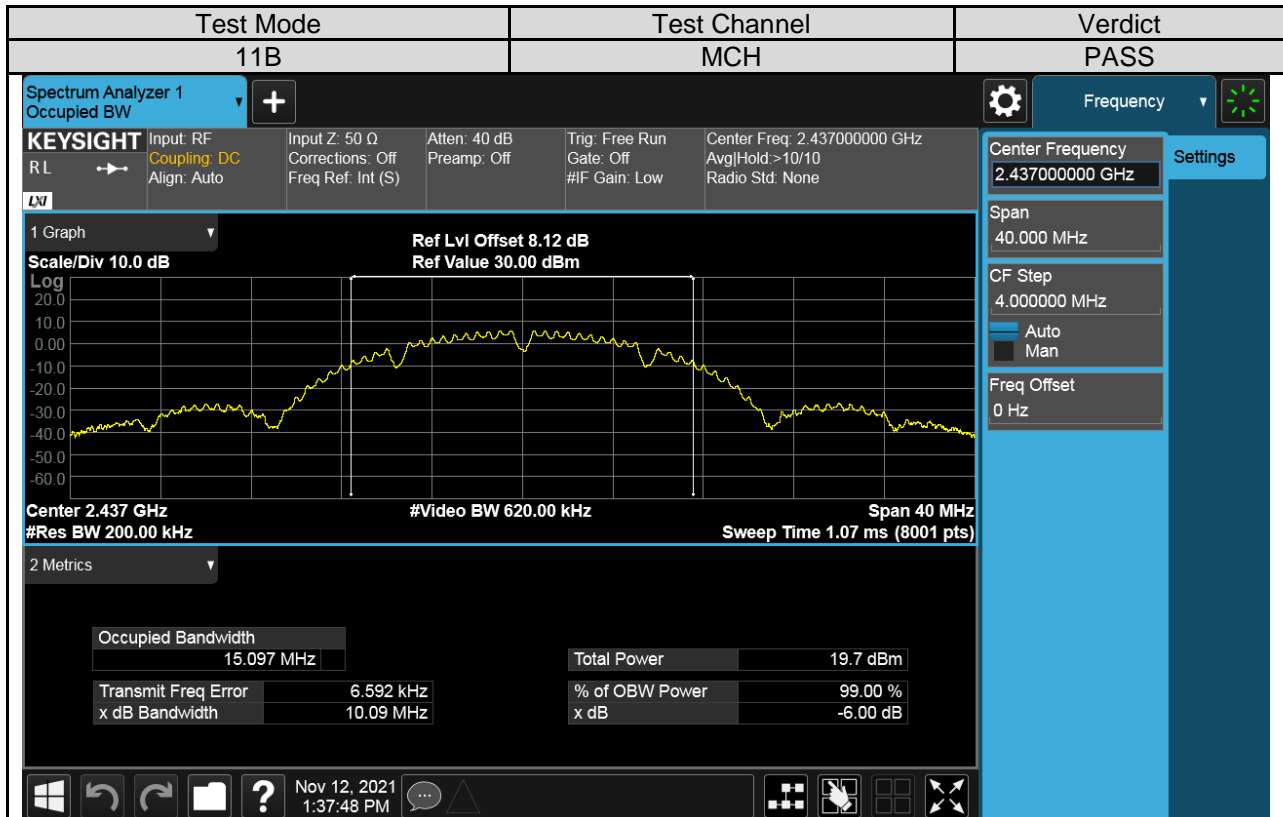 Test Mode Test Channel Verdict
11B MCH PASS
Spectrum Analyzer 1
Occupied BW
+
Frequency
KEYSIGHT Input: RF Input Z: 50 Ω Atten: 40 dB Trig: Free Run Center Freq: 2.437000000 GHz
RL Coupling: DC Corrections: Off Preamp: Off Gate: Off Avg|Hold:>10/10
Align: Auto Freq Ref: Int (S) #IF Gain: Low Radio Std: None
LXI
Center Frequency
2.437000000 GHz
Settings
Span
40.000 MHz
CF Step
4.000000 MHz
Auto
Man
Freq Offset
0 Hz
1 Graph
Ref Lvl Offset 8.12 dB
Scale/Div 10.0 dB Ref Value 30.00 dBm
Log
20.0
10.0
0.00
-10.0
-20.0
-30.0
-40.0
-50.0
-60.0
Center 2.437 GHz #Video BW 620.00 kHz Span 40 MHz
#Res BW 200.00 kHz Sweep Time 1.07 ms (8001 pts)
2 Metrics
Occupied Bandwidth
15.097 MHz Total Power 19.7 dBm
Transmit Freq Error 6.592 kHz % of OBW Power 99.00 %
x dB Bandwidth 10.09 MHz x dB -6.00 dB
?
Nov 12, 2021
1:37:48 PM